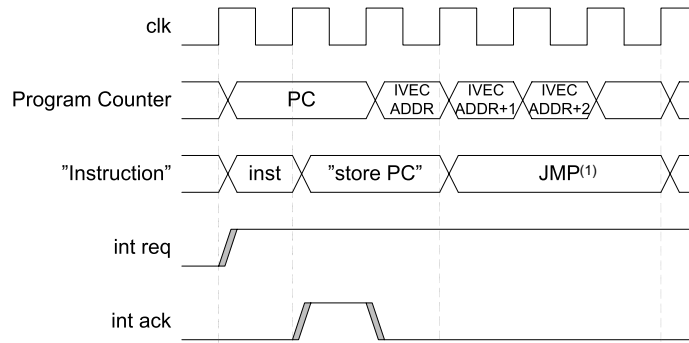 clk
Program Counter
PC
IVEC
ADDR
IVEC
ADDR+1
IVEC
ADDR+2
”Instruction”
inst
”store PC”
JMP(1)
int req
int ack